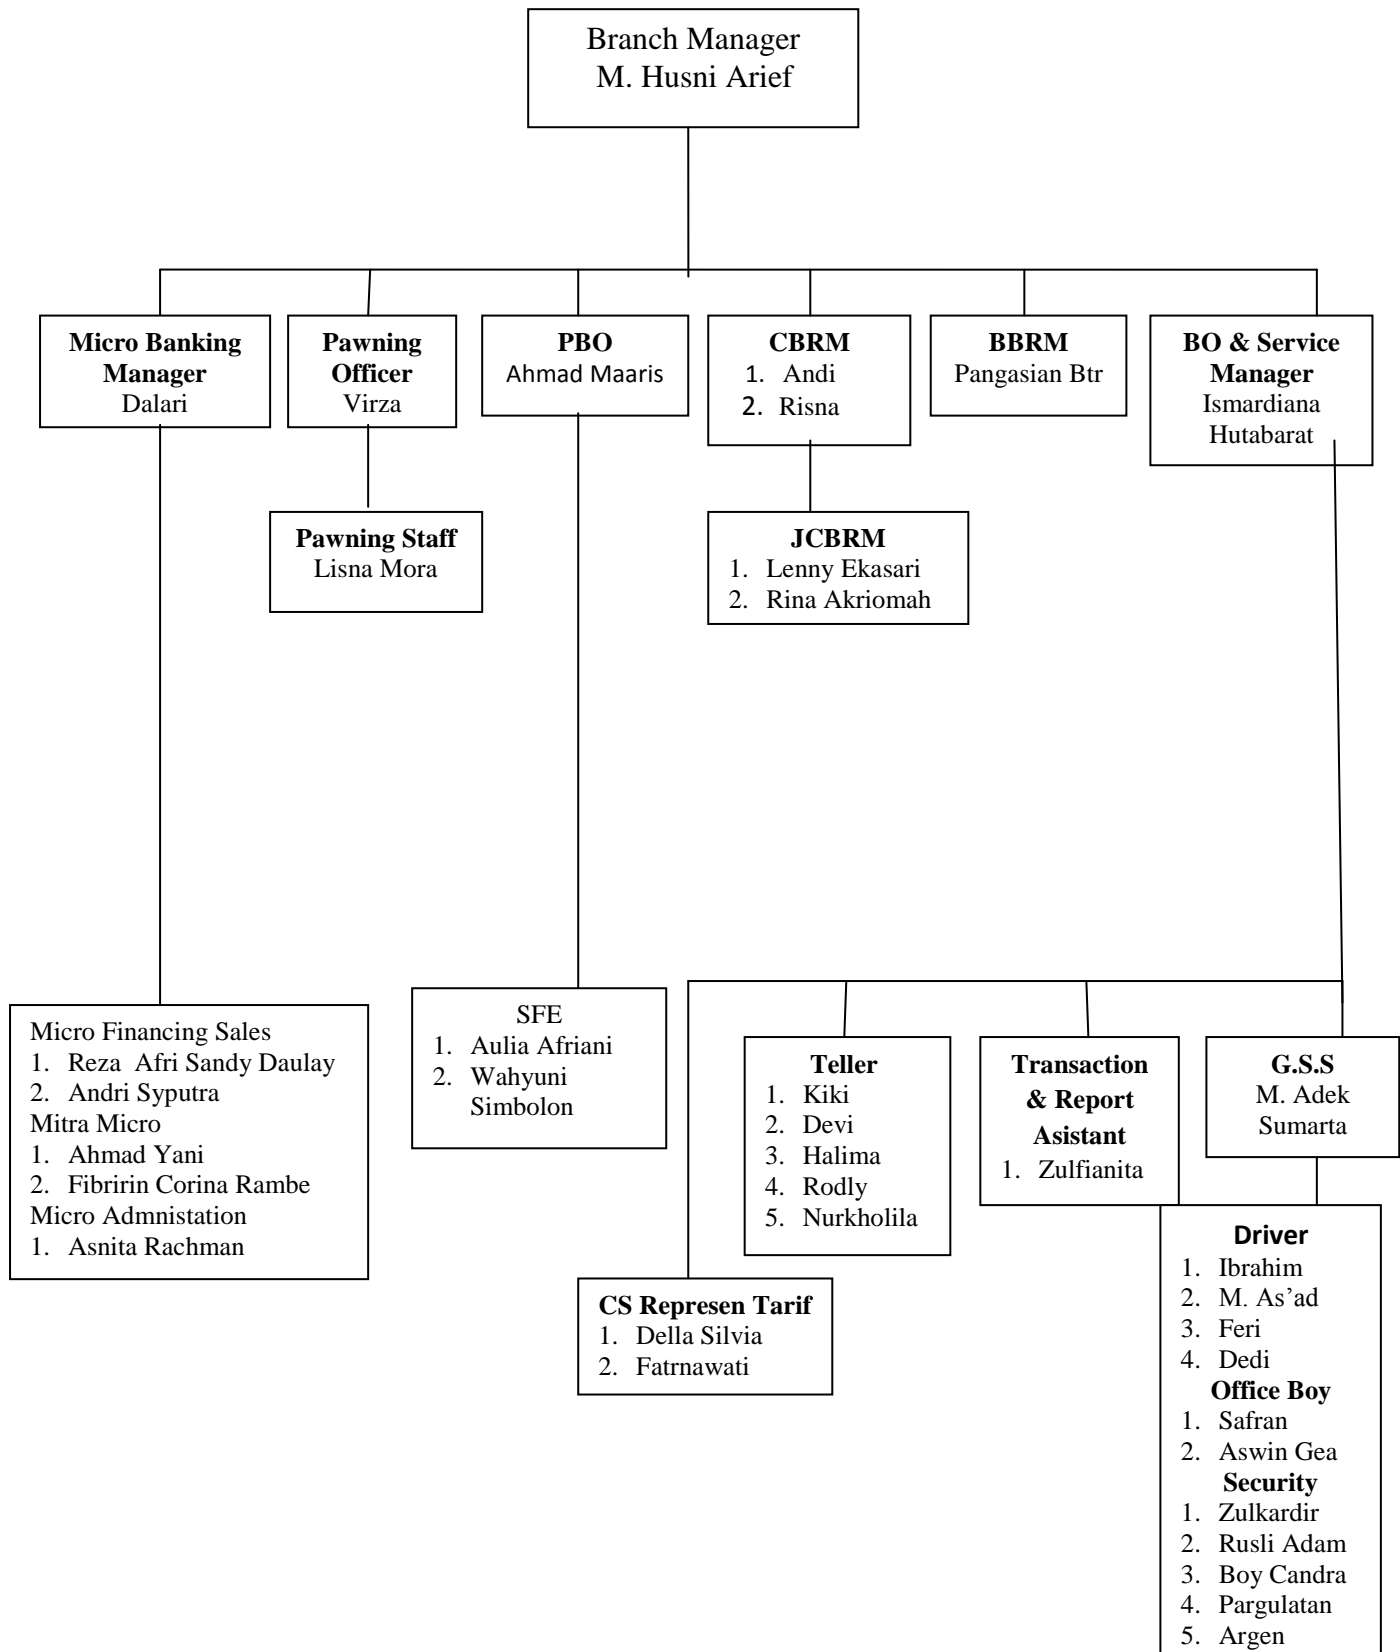 Branch Manager
M. Husni Arief
Micro Banking
Manager
Dalari
Pawning
Officer
Virza
PBO
Ahmad Maaris
CBRM
1. Andi
2. Risna
BBRM
Pangasian Btr
BO & Service
Manager
Ismardiana
Hutabarat
Pawning Staff
Lisna Mora
JCBRM
1. Lenny Ekasari
2. Rina Akriomah
Micro Financing Sales
1. Reza Afri Sandy Daulay
2. Andri Syputra
Mitra Micro
1. Ahmad Yani
2. Fibririn Corina Rambe
Micro Admnistation
1. Asnita Rachman
SFE
1. Aulia Afriani
2. Wahyuni
Simbolon
Teller
1. Kiki
2. Devi
3. Halima
4. Rodly
5. Nurkholila
Transaction
& Report
Asistant
1. Zulfianita
G.S.S
M. Adek
Sumarta
CS Represen Tarif
1. Della Silvia
2. Fatrnawati
Driver
1. Ibrahim
2. M. As’ad
3. Feri
4. Dedi
Office Boy
1. Safran
2. Aswin Gea
Security
1. Zulkardir
2. Rusli Adam
3. Boy Candra
4. Pargulatan
5. Argen